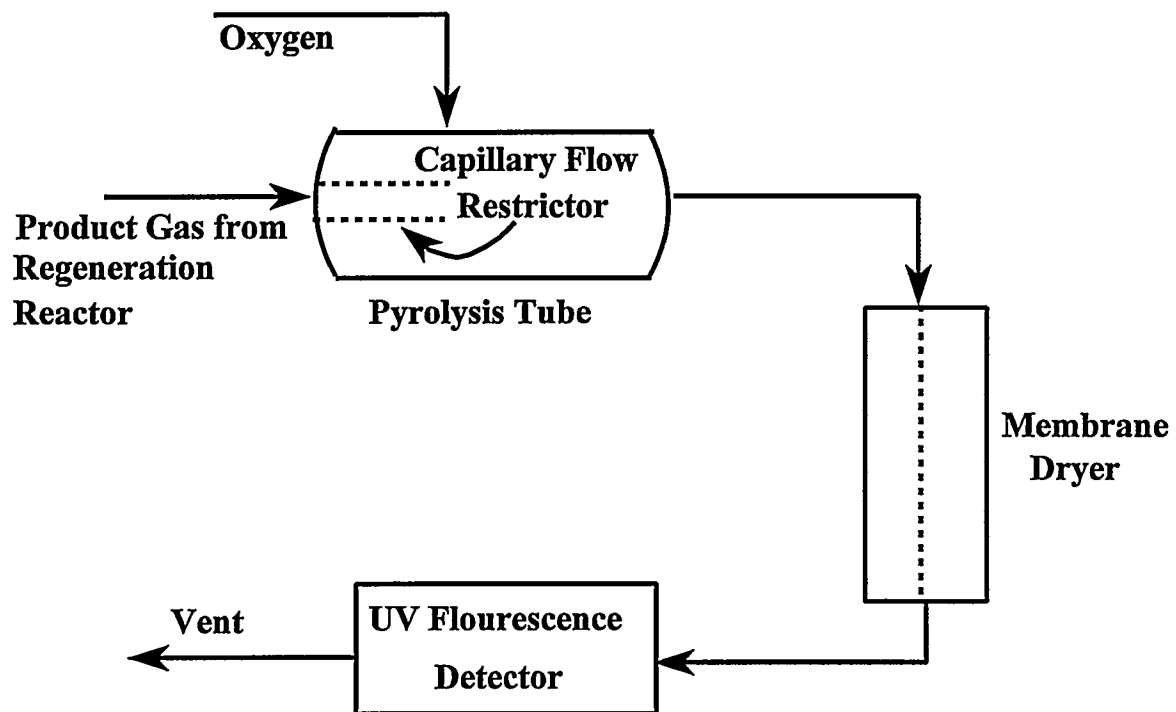 Oxygen
Capillary Flow
Restrictor
Product Gas from
Regeneration
Reactor
Pyrolysis Tube
Membrane
Dryer
Vent
UV Flourescence
Detector